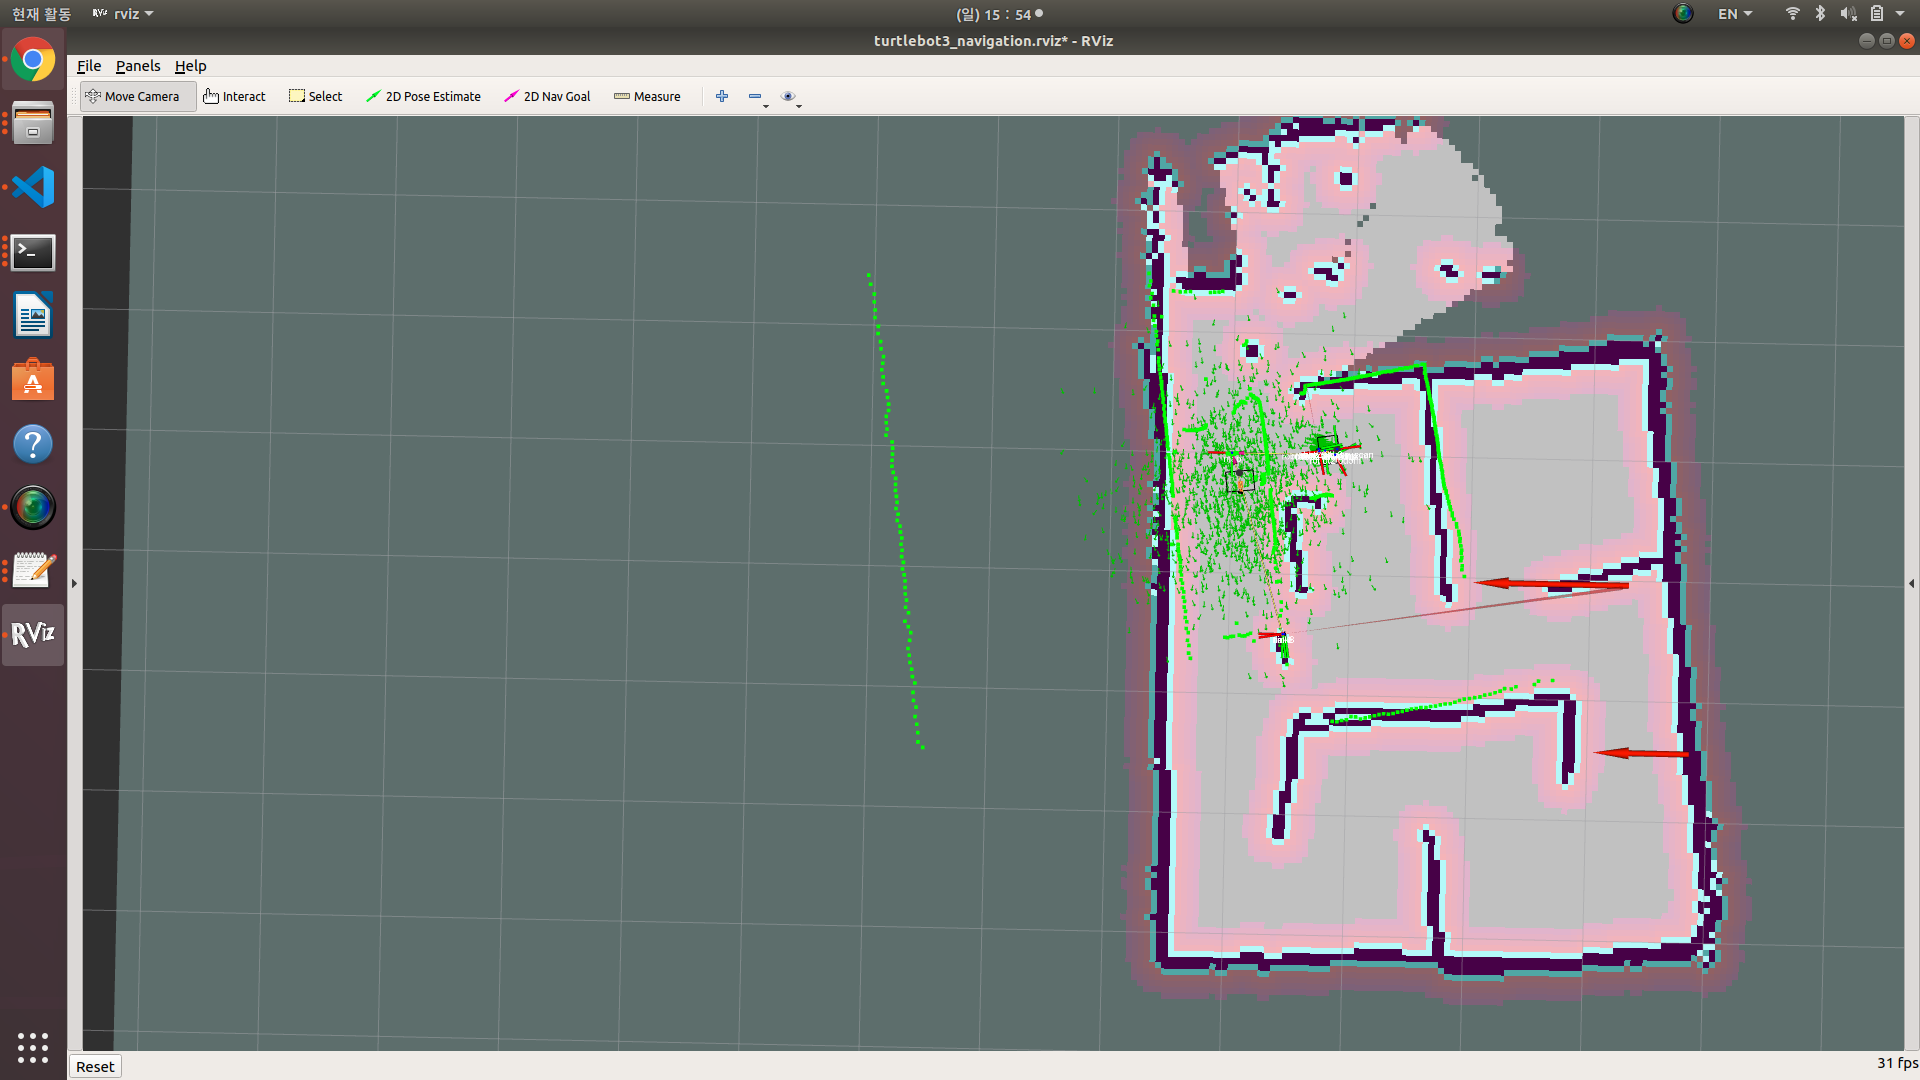 현재 활동
RViz rviz
(일) 15 : 54
EN
turtlebot3_navigation.rviz* - RViz
File Panels Help
Move Camera Interact Select 2D Pose Estimate 2D Nav Goal Measure
RViz
Reset
31 fps